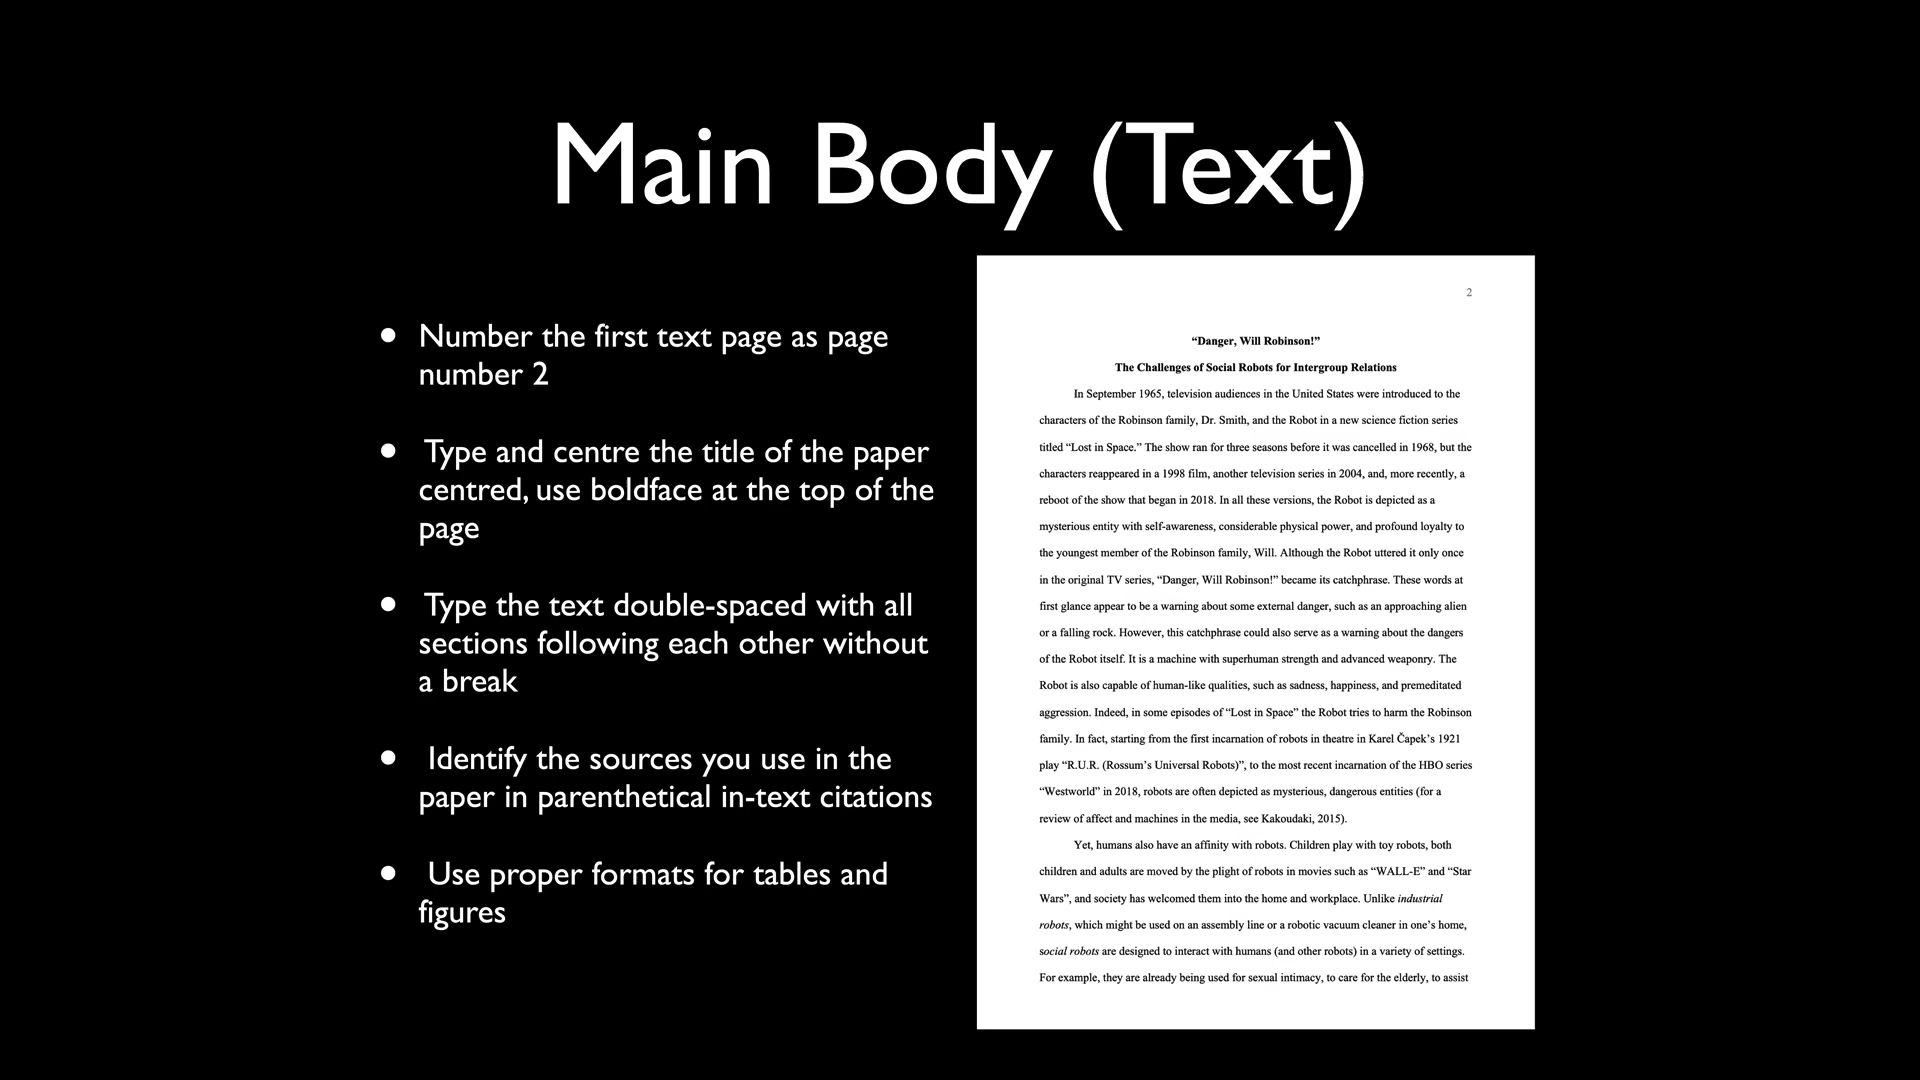 Main Body (Text)
• Number the first text page as page
number 2
• Type and centre the title of the paper
centred, use boldface at the top of the
page
• Type the text double-spaced with all
sections following each other without
a break
• Identify the sources you use in the
paper in parenthetical in-text citations
• Use proper formats for tables and
figures
2
“Danger, Will Robinson!”
The Challenges of Social Robots for Intergroup Relations
In September 1965, television audiences in the United States were introduced to the
characters of the Robinson family, Dr. Smith, and the Robot in a new science fiction series
titled “Lost in Space.” The show ran for three seasons before it was cancelled in 1968, but the
characters reappeared in a 1998 film, another television series in 2004, and, more recently, a
reboot of the show that began in 2018. In all these versions, the Robot is depicted as a
mysterious entity with self-awareness, considerable physical power, and profound loyalty to
the youngest member of the Robinson family, Will. Although the Robot uttered it only once
in the original TV series, “Danger, Will Robinson!” became its catchphrase. These words at
first glance appear to be a warning about some external danger, such as an approaching alien
or a falling rock. However, this catchphrase could also serve as a warning about the dangers
of the Robot itself. It is a machine with superhuman strength and advanced weaponry. The
Robot is also capable of human-like qualities, such as sadness, happiness, and premeditated
aggression. Indeed, in some episodes of “Lost in Space” the Robot tries to harm the Robinson
family. In fact, starting from the first incarnation of robots in theatre in Karel Čapek’s 1921
play “R.U.R. (Rossum’s Universal Robots)”, to the most recent incarnation of the HBO series
“Westworld” in 2018, robots are often depicted as mysterious, dangerous entities (for a
review of affect and machines in the media, see Kakoudaki, 2015).
Yet, humans also have an affinity with robots. Children play with toy robots, both
children and adults are moved by the plight of robots in movies such as “WALL-E” and “Star
Wars”, and society has welcomed them into the home and workplace. Unlike industrial
robots, which might be used on an assembly line or a robotic vacuum cleaner in one’s home,
social robots are designed to interact with humans (and other robots) in a variety of settings.
For example, they are already being used for sexual intimacy, to care for the elderly, to assist